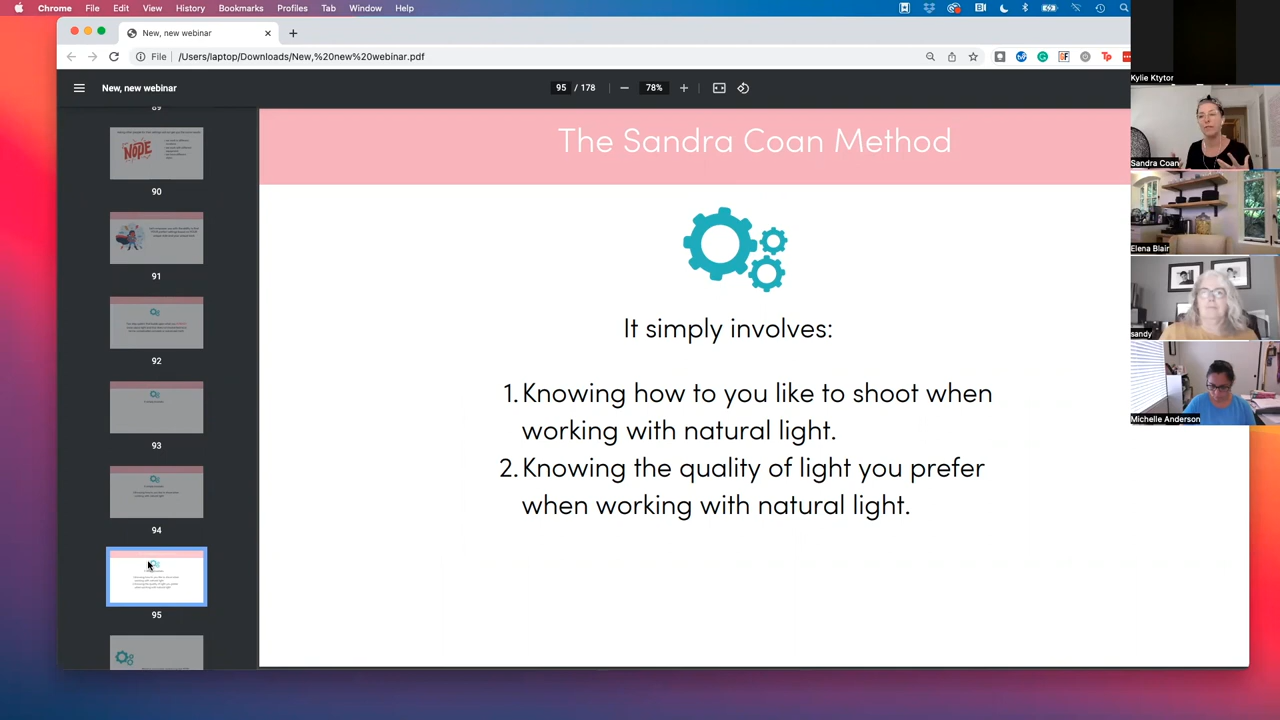 Chrome File Edit View History Bookmarks Profiles Tab Window Help
New, new webinar
File /Users/laptop/Downloads/New,%20new%20webinar.pdf
New, new webinar
95 / 178
78%
89
NOPE
90
91
92
93
94
95
The Sandra Coan Method
It simply involves:
1. Knowing how to you like to shoot when
working with natural light.
2. Knowing the quality of light you prefer
when working with natural light.
Kylie Ktytor
Sandra Coan
Elena Blair
sandy
Michelle Anderson